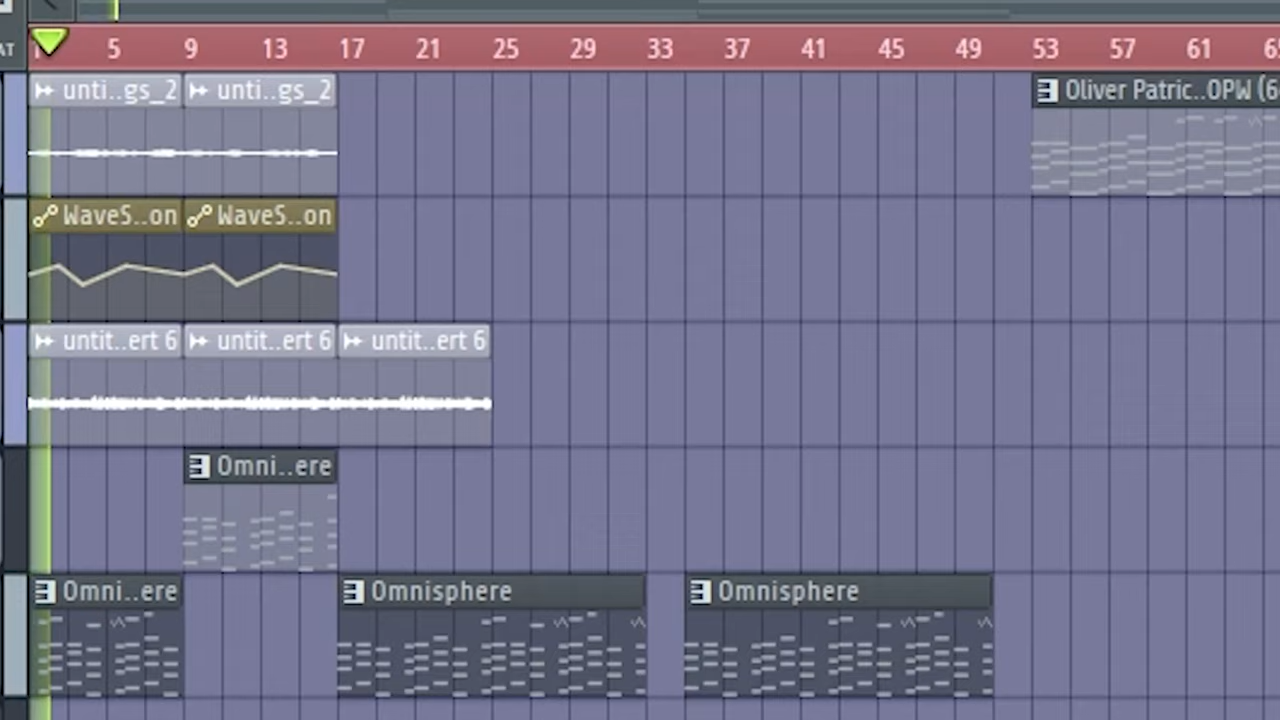 AT 5 9 13 17 21 25 29 33 37 41 45 49 53 57 61
unti..gs_2 unti..gs_2 Oliver Patric..OPW (6
WaveS..on WaveS..on
untit..ert 6 untit..ert 6 untit..ert 6
Omni..ere
Omni..ere Omnisphere Omnisphere